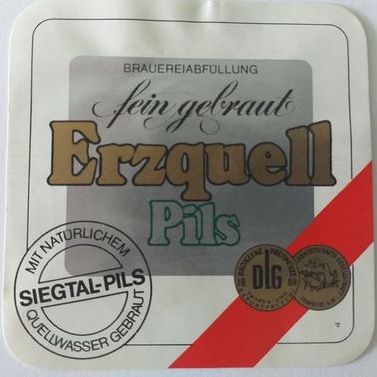 BRAUEREIABFÜLLUNG
fein gebraut
Erzquell
Pils
MIT NATÜRLICHEM
SIEGTAL-PILS
QUELLWASSER GEBRAUT
DLG